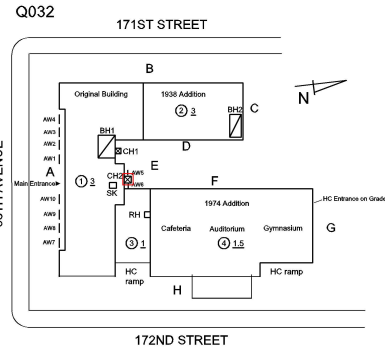 Q032
171ST STREET
B
Original Building
1938 Addition
2 3
BH2
C
N
AW4
AW3
AW2
AW1
BH1
CH1
D
A
E
Main Entrance
1 3
CH2
AW5
AW6
SK
F
HC Entrance on Grade
AW10
AW9
AW8
AW7
RH
1974 Addition
Cafeteria
Auditorium
Gymnasium
G
3 1
4 1.5
HC
ramp
HC ramp
H
172ND STREET
AVENUE